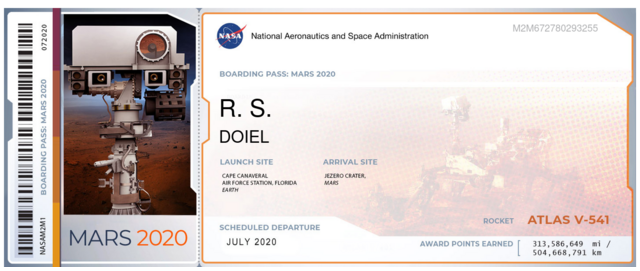 072020
BOARDING PASS: MARS 2020
NASAM2M1
MARS 2020
NASA
National Aeronautics and Space Administration
M2M672780293255
BOARDING PASS: MARS 2020
R. S.
DOIEL
LAUNCH SITE
CAPE CANAVERAL
AIR FORCE STATION, FLORIDA
EARTH
ARRIVAL SITE
JEZERO CRATER,
MARS
SCHEDULED DEPARTURE
JULY 2020
ROCKET ATLAS V-541
AWARD POINTS EARNED
313,586,649 mi /
504,668,791 km